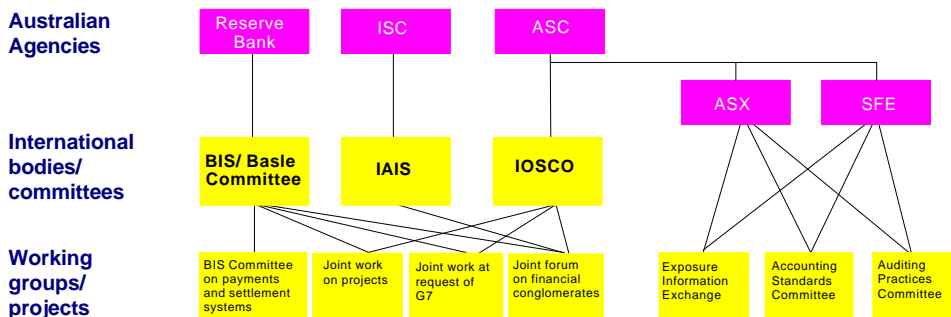 Australian
Agencies
Reserve
Bank
ISC
ASC
ASX
SFE
International
bodies/
committees
BIS/ Basle
Committee
IAIS
IOSCO
Working
groups/
projects
BIS Committee
on payments
and settlement
systems
Joint work
on projects
Joint work at
request of
G7
Joint forum
on financial
conglomerates
Exposure
Information
Exchange
Accounting
Standards
Committee
Auditing
Practices
Committee